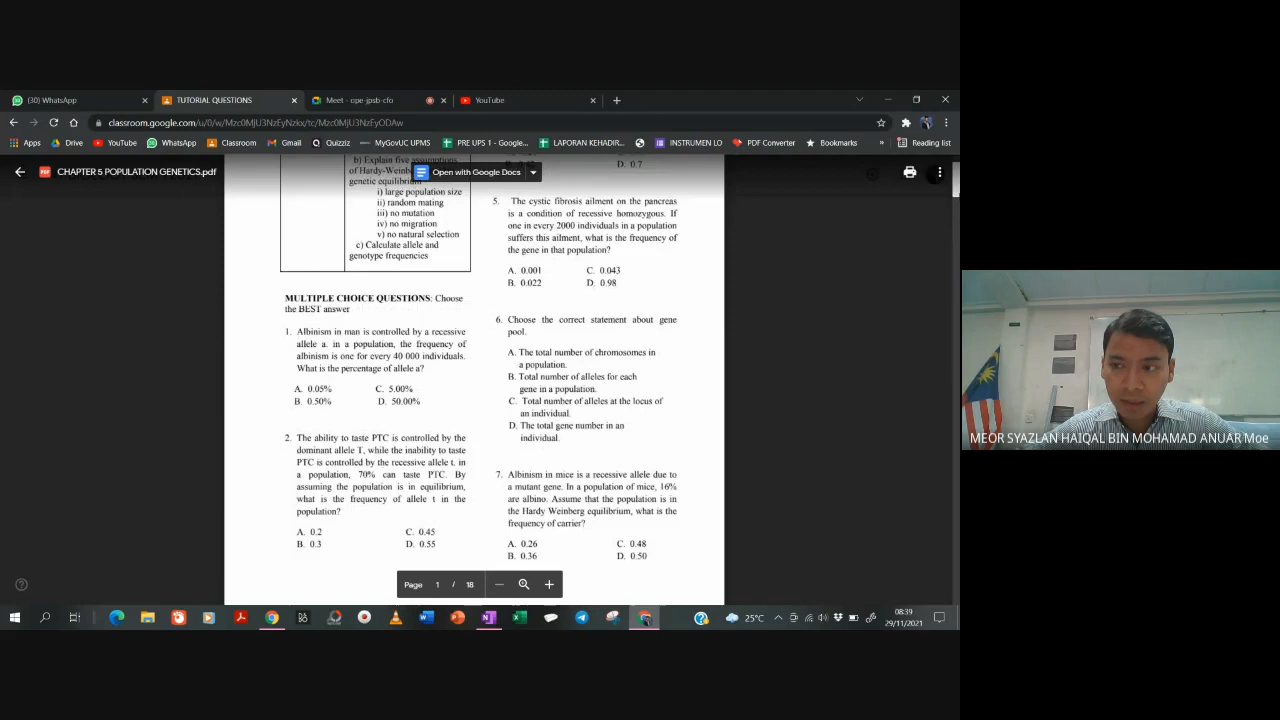 (30) WhatsApp
TUTORIAL QUESTIONS
Meet - ope-jpsb-cfo
YouTube
classroom.google.com/u/0/w/Mzc0MjU3NzEyNzkx/tc/Mzc0MjU3NzEyODAw
Apps
Drive
YouTube
WhatsApp
Classroom
Gmail
Quizziz
MyGovUC UPMS
PRE UPS 1 - Google...
LAPORAN KEHADIR...
INSTRUMEN LO
PDF Converter
Bookmarks
»
Reading list
PDF
CHAPTER 5 POPULATION GENETICS.pdf
Open with Google Docs
b) Explain five assumptions
of Hardy-Weinb
genetic equilibrium
i) large population size
ii) random mating
iii) no mutation
iv) no migration
v) no natural selection
c) Calculate allele and
genotype frequencies
MULTIPLE CHOICE QUESTIONS: Choose
the BEST answer
1. Albinism in man is controlled by a recessive
allele a. in a population, the frequency of
albinism is one for every 40 000 individuals.
What is the percentage of allele a?
A. 0.05% C. 5.00%
B. 0.50% D. 50.00%
2. The ability to taste PTC is controlled by the
dominant allele T, while the inability to taste
PTC is controlled by the recessive allele t. in
a population, 70% can taste PTC. By
assuming the population is in equilibrium,
what is the frequency of allele t in the
population?
A. 0.2 C. 0.45
B. 0.3 D. 0.55
D. 0.7
5. The cystic fibrosis ailment on the pancreas
is a condition of recessive homozygous. If
one in every 2000 individuals in a population
suffers this ailment, what is the frequency of
the gene in that population?
A. 0.001 C. 0.043
B. 0.022 D. 0.98
6. Choose the correct statement about gene
pool.
A. The total number of chromosomes in
a population.
B. Total number of alleles for each
gene in a population.
C. Total number of alleles at the locus of
an individual.
D. The total gene number in an
individual.
7. Albinism in mice is a recessive allele due to
a mutant gene. In a population of mice, 16%
are albino. Assume that the population is in
the Hardy Weinberg equilibrium, what is the
frequency of carrier?
A. 0.26 C. 0.48
B. 0.36 D. 0.50
Page 1 / 18
25°C
08:39
29/11/2021
MEOR SYAZLAN HAIQAL BIN MOHAMAD ANUAR Moe